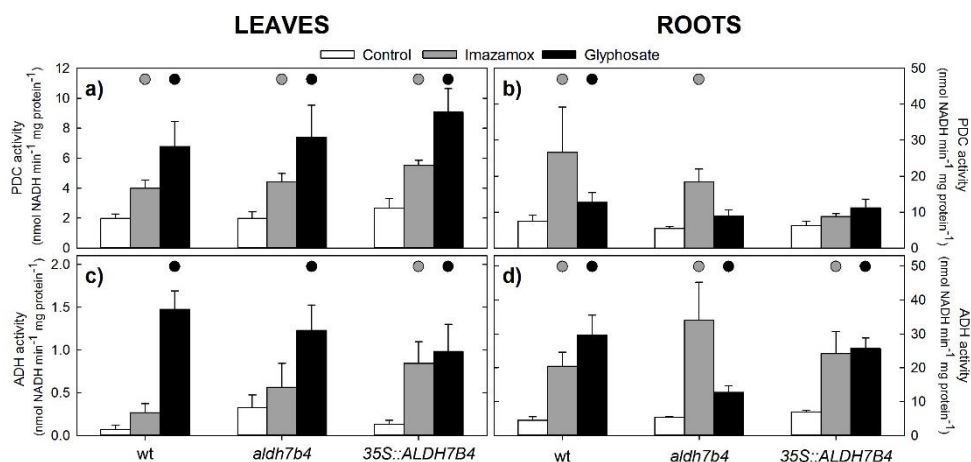 LEAVES ROOTS
Control Imazamox Glyphosate
a)
PDC activity
(nmol NADH min⁻¹ mg protein⁻¹)
12
10
8
6
4
2
0
b)
50
40
30
20
10
0
PDC activity
(nmol NADH min⁻¹ mg protein⁻¹)
c)
ADH activity
(nmol NADH min⁻¹ mg protein⁻¹)
2.0
1.5
1.0
0.5
0.0
d)
50
40
30
20
10
0
ADH activity
(nmol NADH min⁻¹ mg protein⁻¹)
wt aldh7b4 35S::ALDH7B4 wt aldh7b4 35S::ALDH7B4